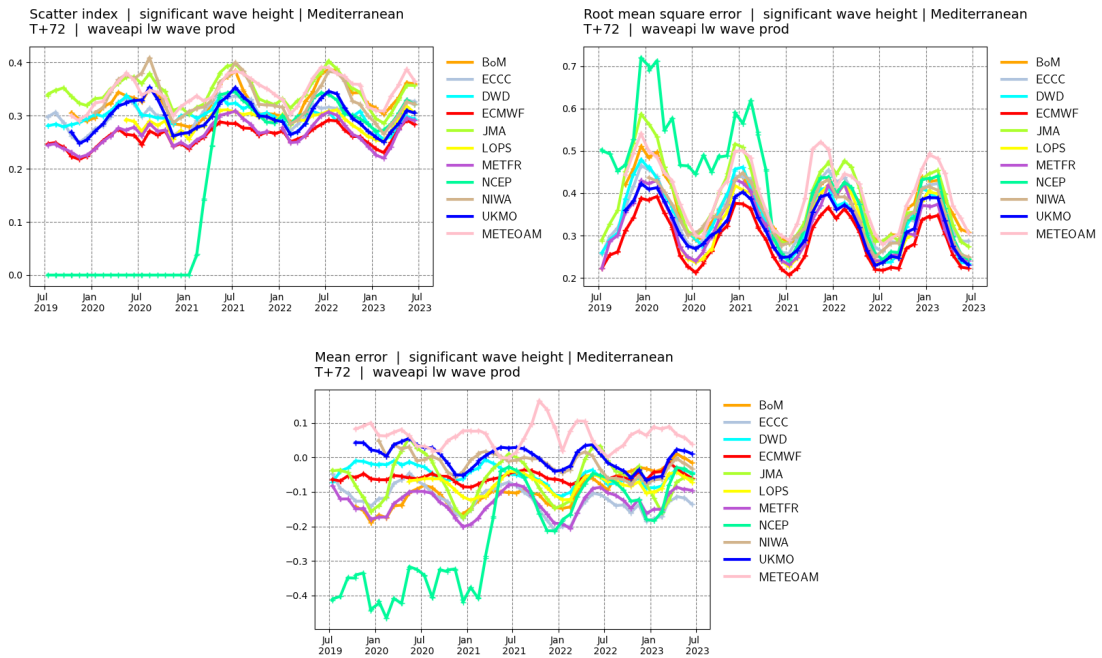 Scatter index | significant wave height | Mediterranean
T+72 | waveapi lw wave prod
0.4
0.3
0.2
0.1
0.0
Jul 2019
Jan 2020
Jul 2020
Jan 2021
Jul 2021
Jan 2022
Jul 2022
Jan 2023
Jul 2023
BoM
ECCC
DWD
ECMWF
JMA
LOPS
METFR
NCEP
NIWA
UKMO
METEOAM
Root mean square error | significant wave height | Mediterranean
T+72 | waveapi lw wave prod
0.7
0.6
0.5
0.4
0.3
0.2
Jul 2019
Jan 2020
Jul 2020
Jan 2021
Jul 2021
Jan 2022
Jul 2022
Jan 2023
Jul 2023
BoM
ECCC
DWD
ECMWF
JMA
LOPS
METFR
NCEP
NIWA
UKMO
METEOAM
Mean error | significant wave height | Mediterranean
T+72 | waveapi lw wave prod
0.1
0.0
−0.1
−0.2
−0.3
−0.4
Jul 2019
Jan 2020
Jul 2020
Jan 2021
Jul 2021
Jan 2022
Jul 2022
Jan 2023
Jul 2023
BoM
ECCC
DWD
ECMWF
JMA
LOPS
METFR
NCEP
NIWA
UKMO
METEOAM